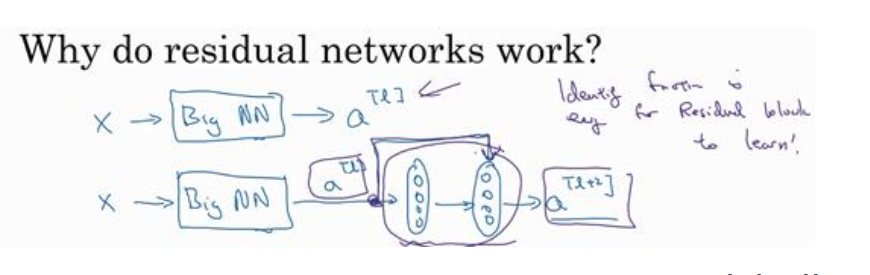 Why do residual networks work?
X → Big NN → a[l]
Identity function is
easy for Residual block
to learn!
X → Big NN a[l] → → a[l+2]